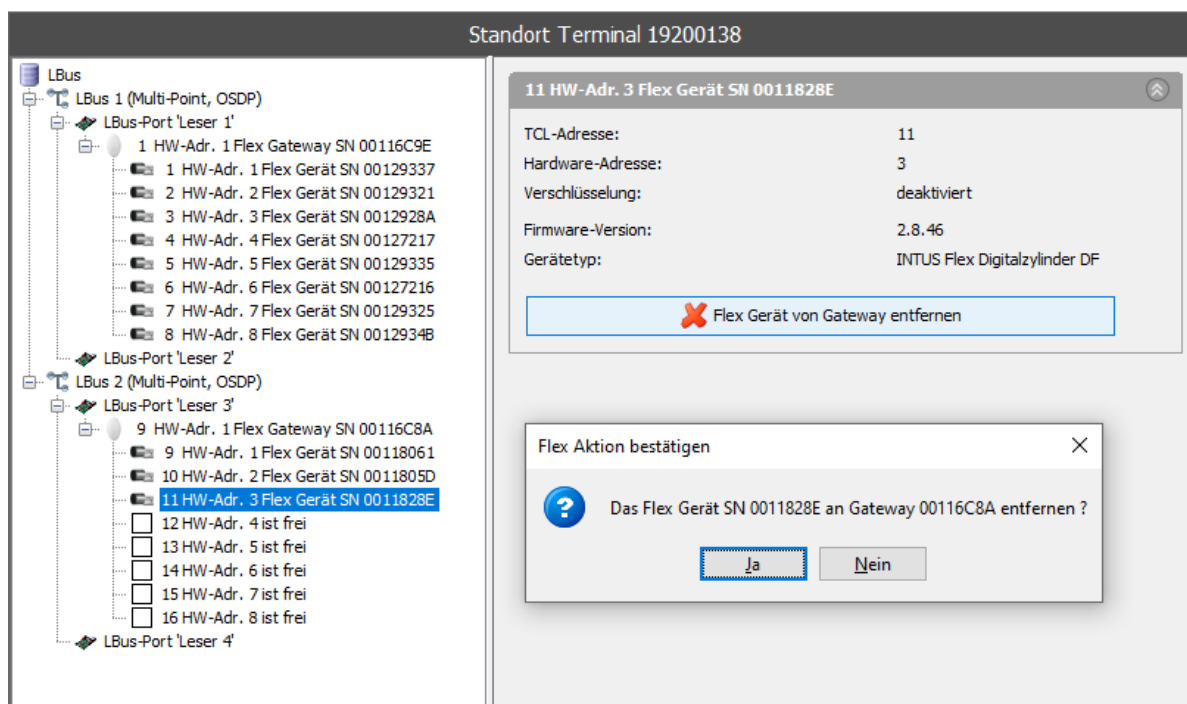 Standort Terminal 19200138
LBus
LBus 1 (Multi-Point, OSDP)
LBus-Port 'Leser 1'
1 HW-Adr. 1 Flex Gateway SN 00116C9E
1 HW-Adr. 1 Flex Gerät SN 00129337
2 HW-Adr. 2 Flex Gerät SN 00129321
3 HW-Adr. 3 Flex Gerät SN 0012928A
4 HW-Adr. 4 Flex Gerät SN 00127217
5 HW-Adr. 5 Flex Gerät SN 00129335
6 HW-Adr. 6 Flex Gerät SN 00127216
7 HW-Adr. 7 Flex Gerät SN 00129325
8 HW-Adr. 8 Flex Gerät SN 0012934B
LBus-Port 'Leser 2'
LBus 2 (Multi-Point, OSDP)
LBus-Port 'Leser 3'
9 HW-Adr. 1 Flex Gateway SN 00116C8A
9 HW-Adr. 1 Flex Gerät SN 00118061
10 HW-Adr. 2 Flex Gerät SN 0011805D
11 HW-Adr. 3 Flex Gerät SN 0011828E
12 HW-Adr. 4 ist frei
13 HW-Adr. 5 ist frei
14 HW-Adr. 6 ist frei
15 HW-Adr. 7 ist frei
16 HW-Adr. 8 ist frei
LBus-Port 'Leser 4'
11 HW-Adr. 3 Flex Gerät SN 0011828E
TCL-Adresse: 11
Hardware-Adresse: 3
Verschlüsselung: deaktiviert
Firmware-Version: 2.8.46
Gerätetyp: INTUS Flex Digitalzylinder DF
Flex Gerät von Gateway entfernen
Flex Aktion bestätigen
Das Flex Gerät SN 0011828E an Gateway 00116C8A entfernen ?
Ja Nein